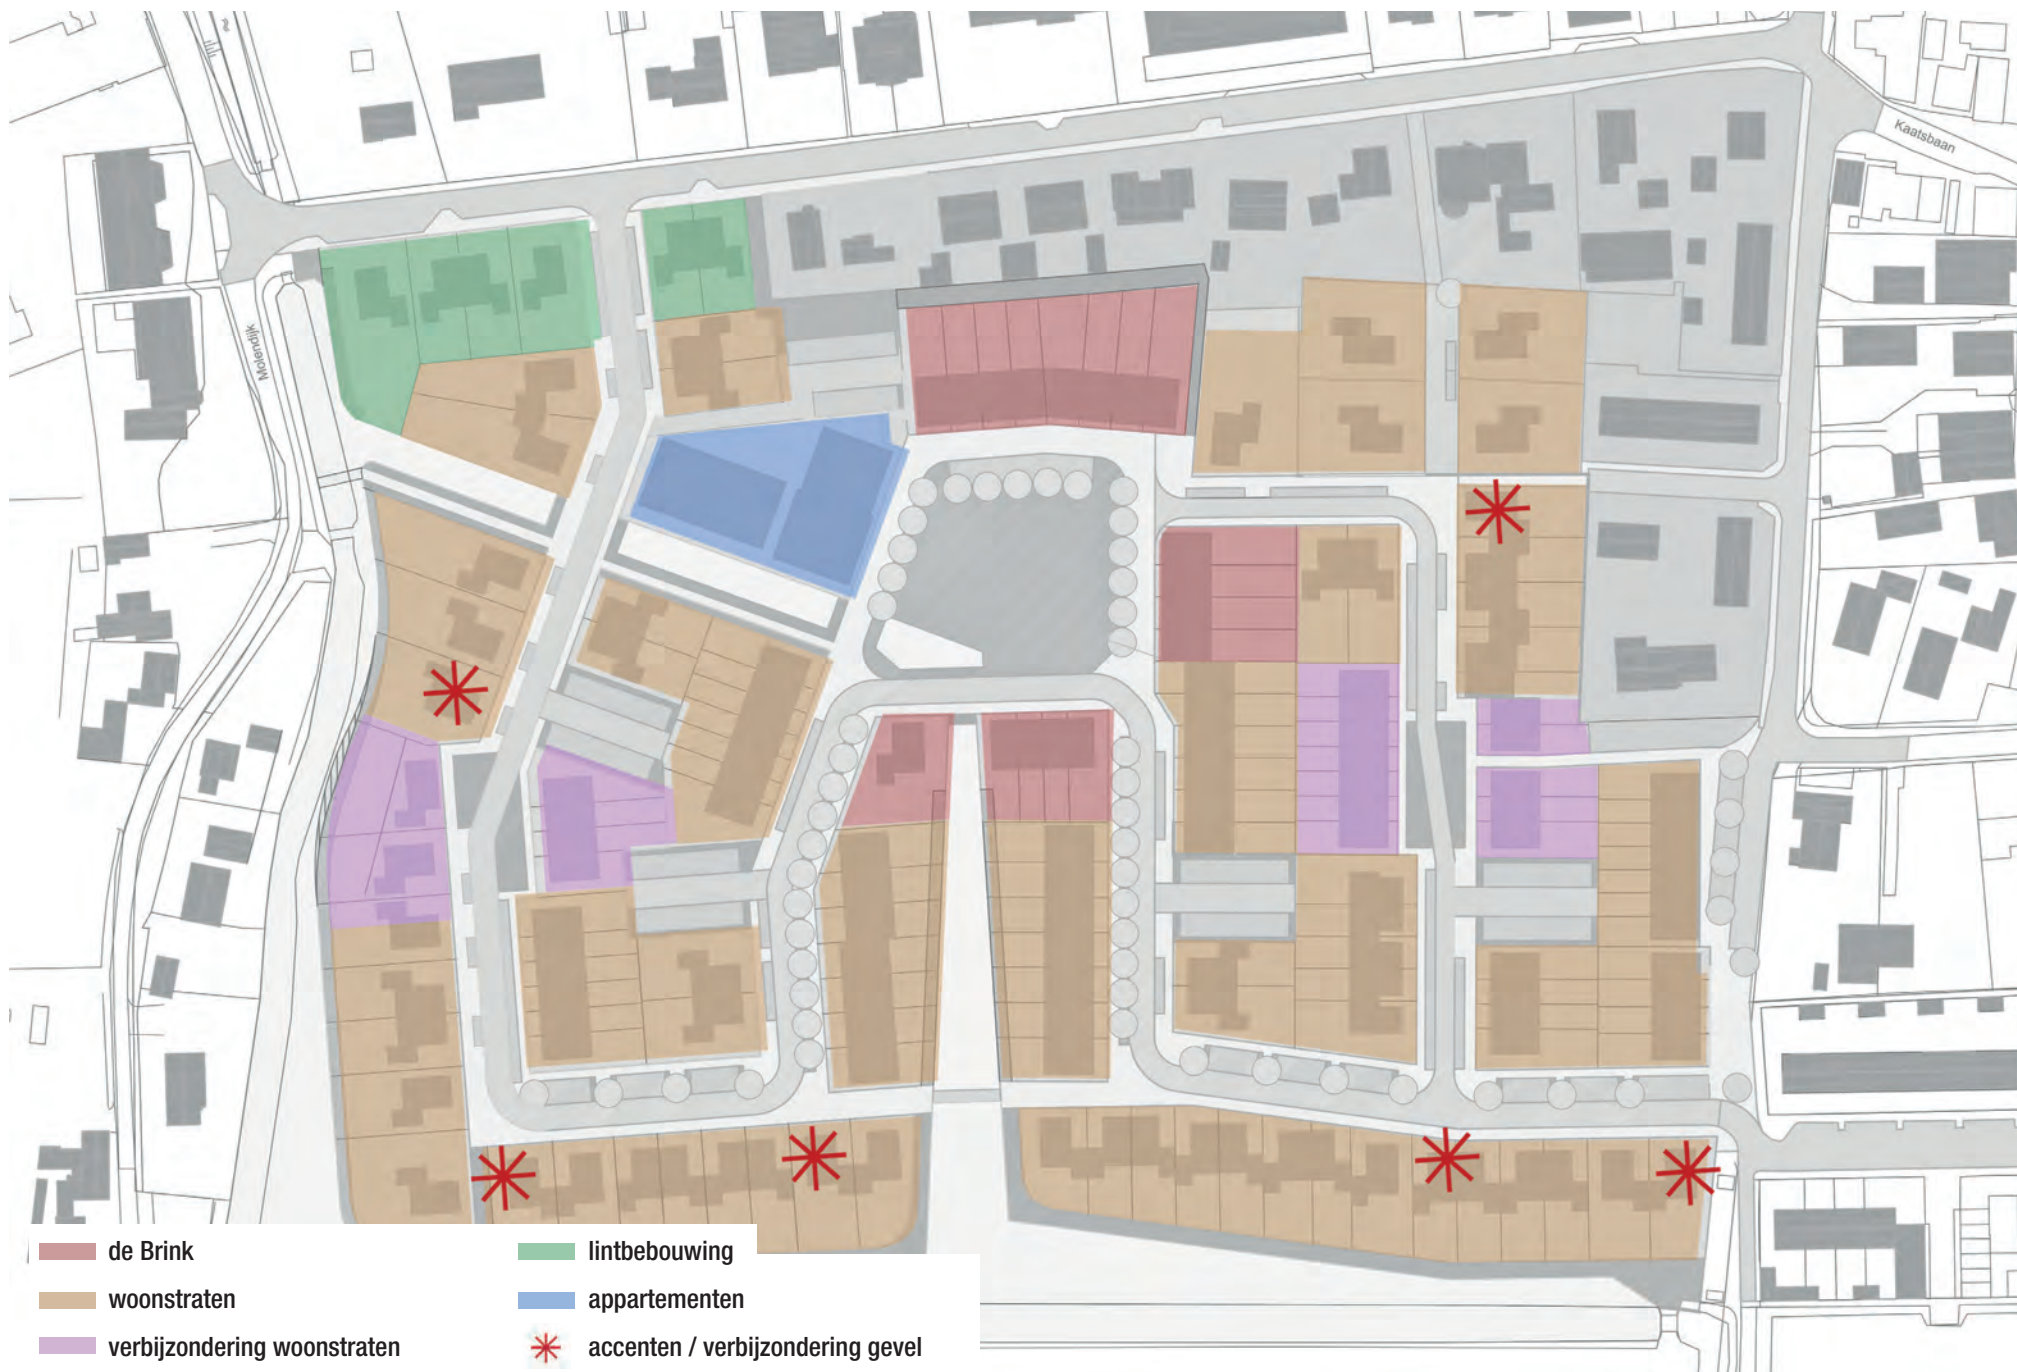 Kaatsbaan
Molendijk
de Brink
woonstraten
verbijzondering woonstraten
lintbebouwing
appartementen
accenten / verbijzondering gevel